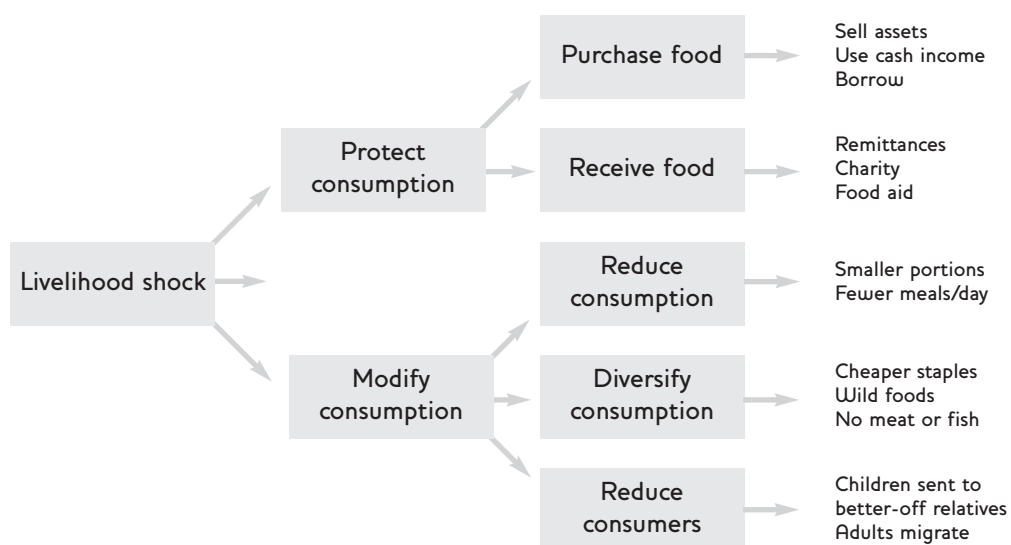 Livelihood shock
Protect
consumption
Purchase food
Sell assets
Use cash income
Borrow
Receive food
Remittances
Charity
Food aid
Modify
consumption
Reduce
consumption
Smaller portions
Fewer meals/day
Diversify
consumption
Cheaper staples
Wild foods
No meat or fish
Reduce
consumers
Children sent to
better-off relatives
Adults migrate